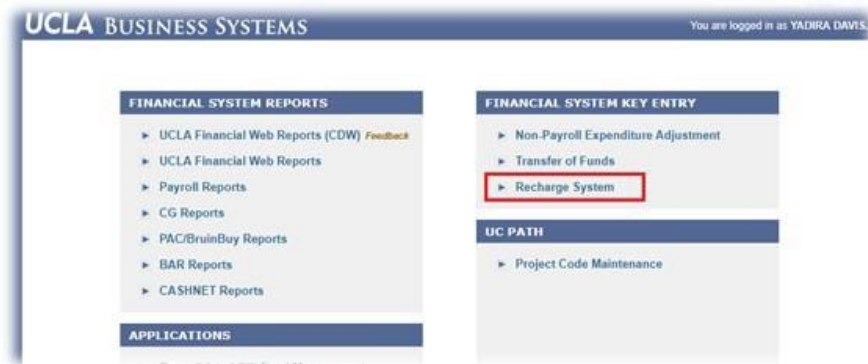 UCLA BUSINESS SYSTEMS
You are logged in as YADIRA DAVIS.
FINANCIAL SYSTEM REPORTS
► UCLA Financial Web Reports (CDW) Feedback
► UCLA Financial Web Reports
► Payroll Reports
► CG Reports
► PAC/BruinBuy Reports
► BAR Reports
► CASHNET Reports
APPLICATIONS
FINANCIAL SYSTEM KEY ENTRY
► Non-Payroll Expenditure Adjustment
► Transfer of Funds
► Recharge System
UC PATH
► Project Code Maintenance